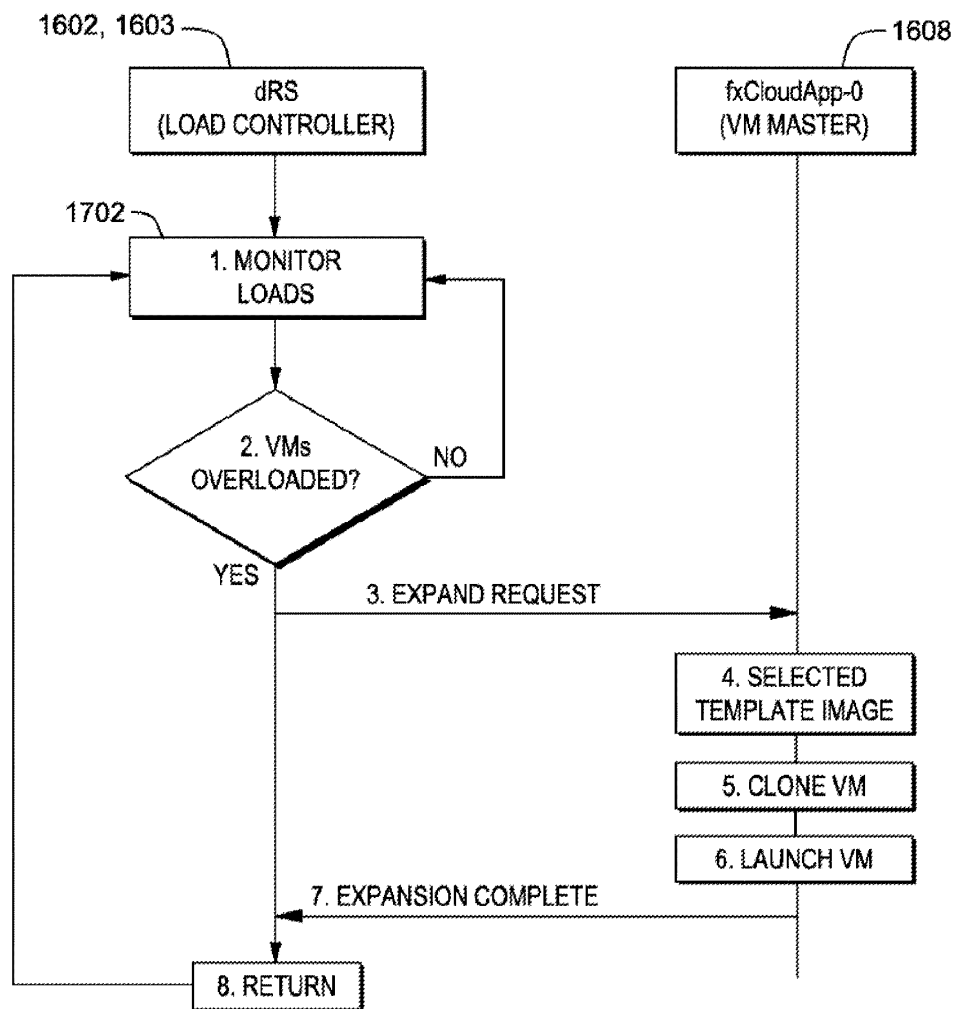 1602, 1603
1608
dRS
(LOAD CONTROLLER)
fxCloudApp-0
(VM MASTER)
1702
1. MONITOR
LOADS
2. VMs
OVERLOADED?
NO
YES
3. EXPAND REQUEST
4. SELECTED
TEMPLATE IMAGE
5. CLONE VM
6. LAUNCH VM
7. EXPANSION COMPLETE
8. RETURN